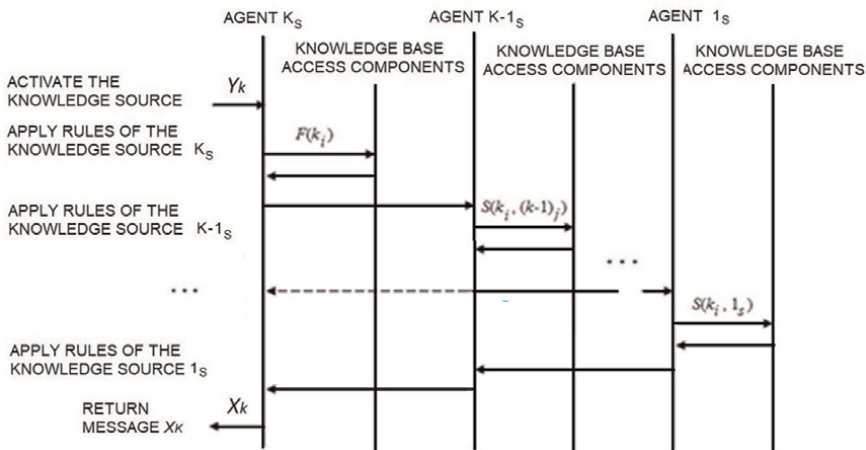 AGENT Kₛ
AGENT K-1ₛ
AGENT 1ₛ
KNOWLEDGE BASE
ACCESS COMPONENTS
KNOWLEDGE BASE
ACCESS COMPONENTS
KNOWLEDGE BASE
ACCESS COMPONENTS
ACTIVATE THE
KNOWLEDGE SOURCE
Yₖ
APPLY RULES OF THE
KNOWLEDGE SOURCE Kₛ
F(kᵢ)
APPLY RULES OF THE
KNOWLEDGE SOURCE K-1ₛ
S(kᵢ, (k-1)ⱼ)
...
...
S(kᵢ, 1ₛ)
APPLY RULES OF THE
KNOWLEDGE SOURCE 1ₛ
RETURN
MESSAGE Xₖ
Xₖ